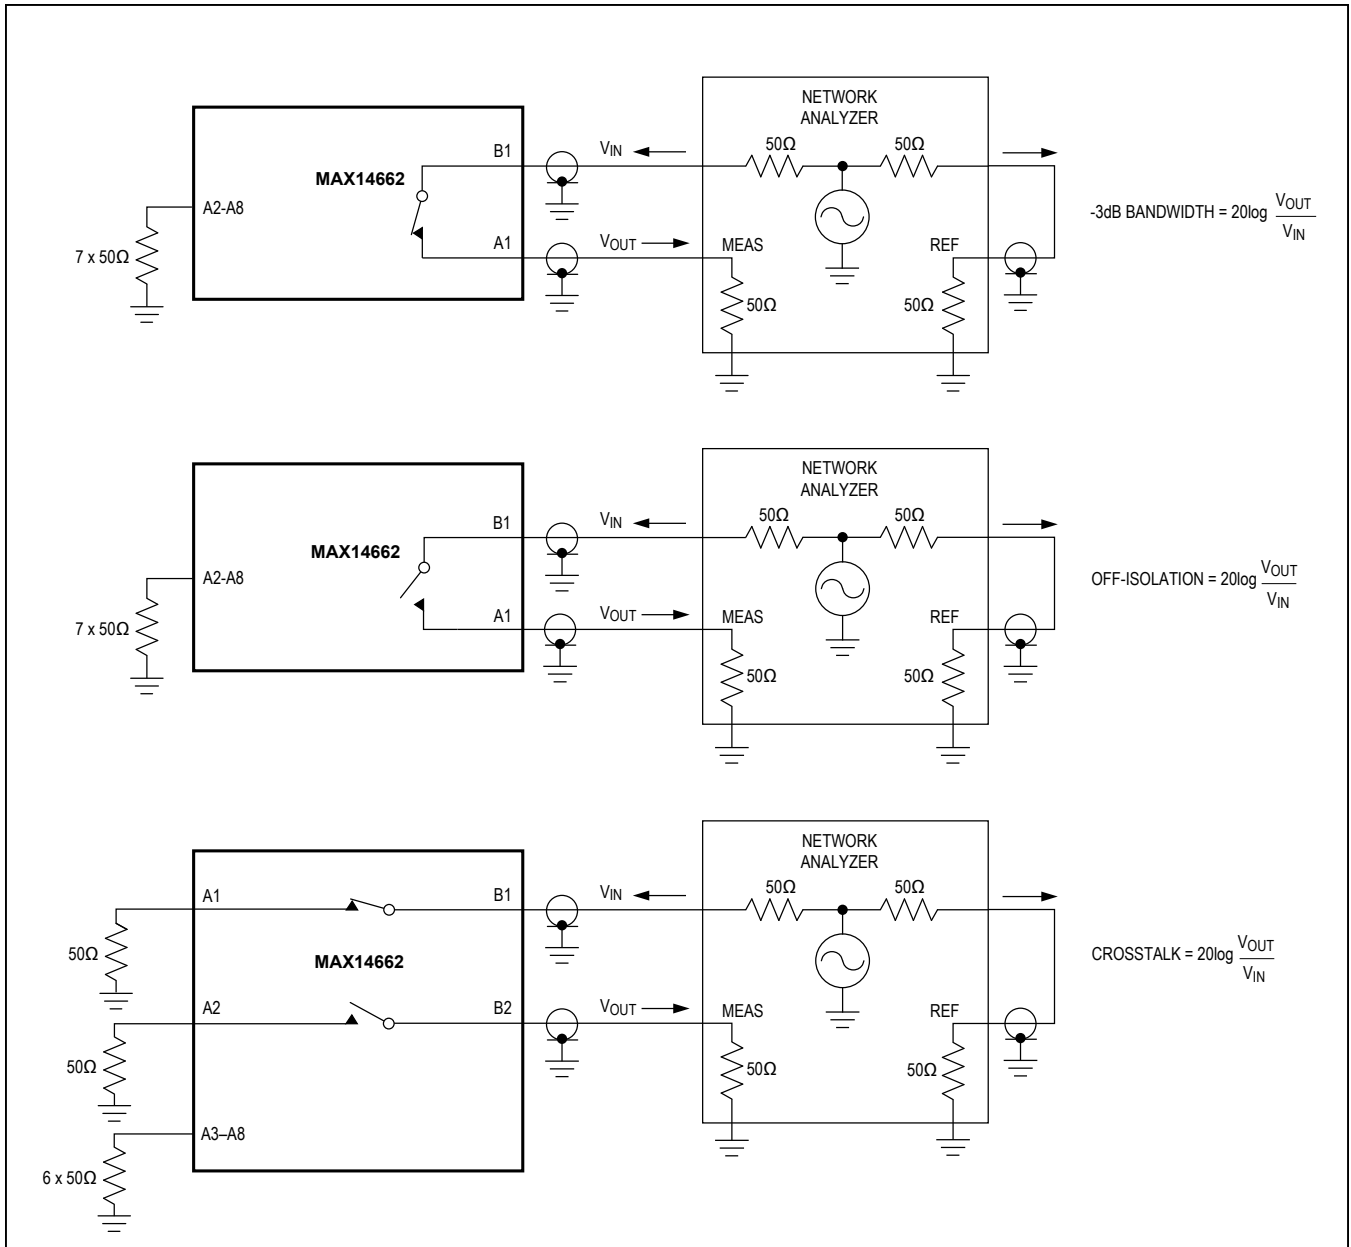 NETWORK
ANALYZER
50Ω 50Ω
B1
VIN
MAX14662
A2-A8
A1
VOUT
MEAS
REF
7 x 50Ω
50Ω
50Ω
-3dB BANDWIDTH = 20log VOUT
VIN
NETWORK
ANALYZER
50Ω 50Ω
B1
VIN
MAX14662
A2-A8
A1
VOUT
MEAS
REF
7 x 50Ω
50Ω
50Ω
OFF-ISOLATION = 20log VOUT
VIN
NETWORK
ANALYZER
50Ω 50Ω
A1
B1
VIN
50Ω
MAX14662
A2
B2
VOUT
MEAS
REF
50Ω
50Ω
50Ω
A3–A8
6 x 50Ω
CROSSTALK = 20log VOUT
VIN